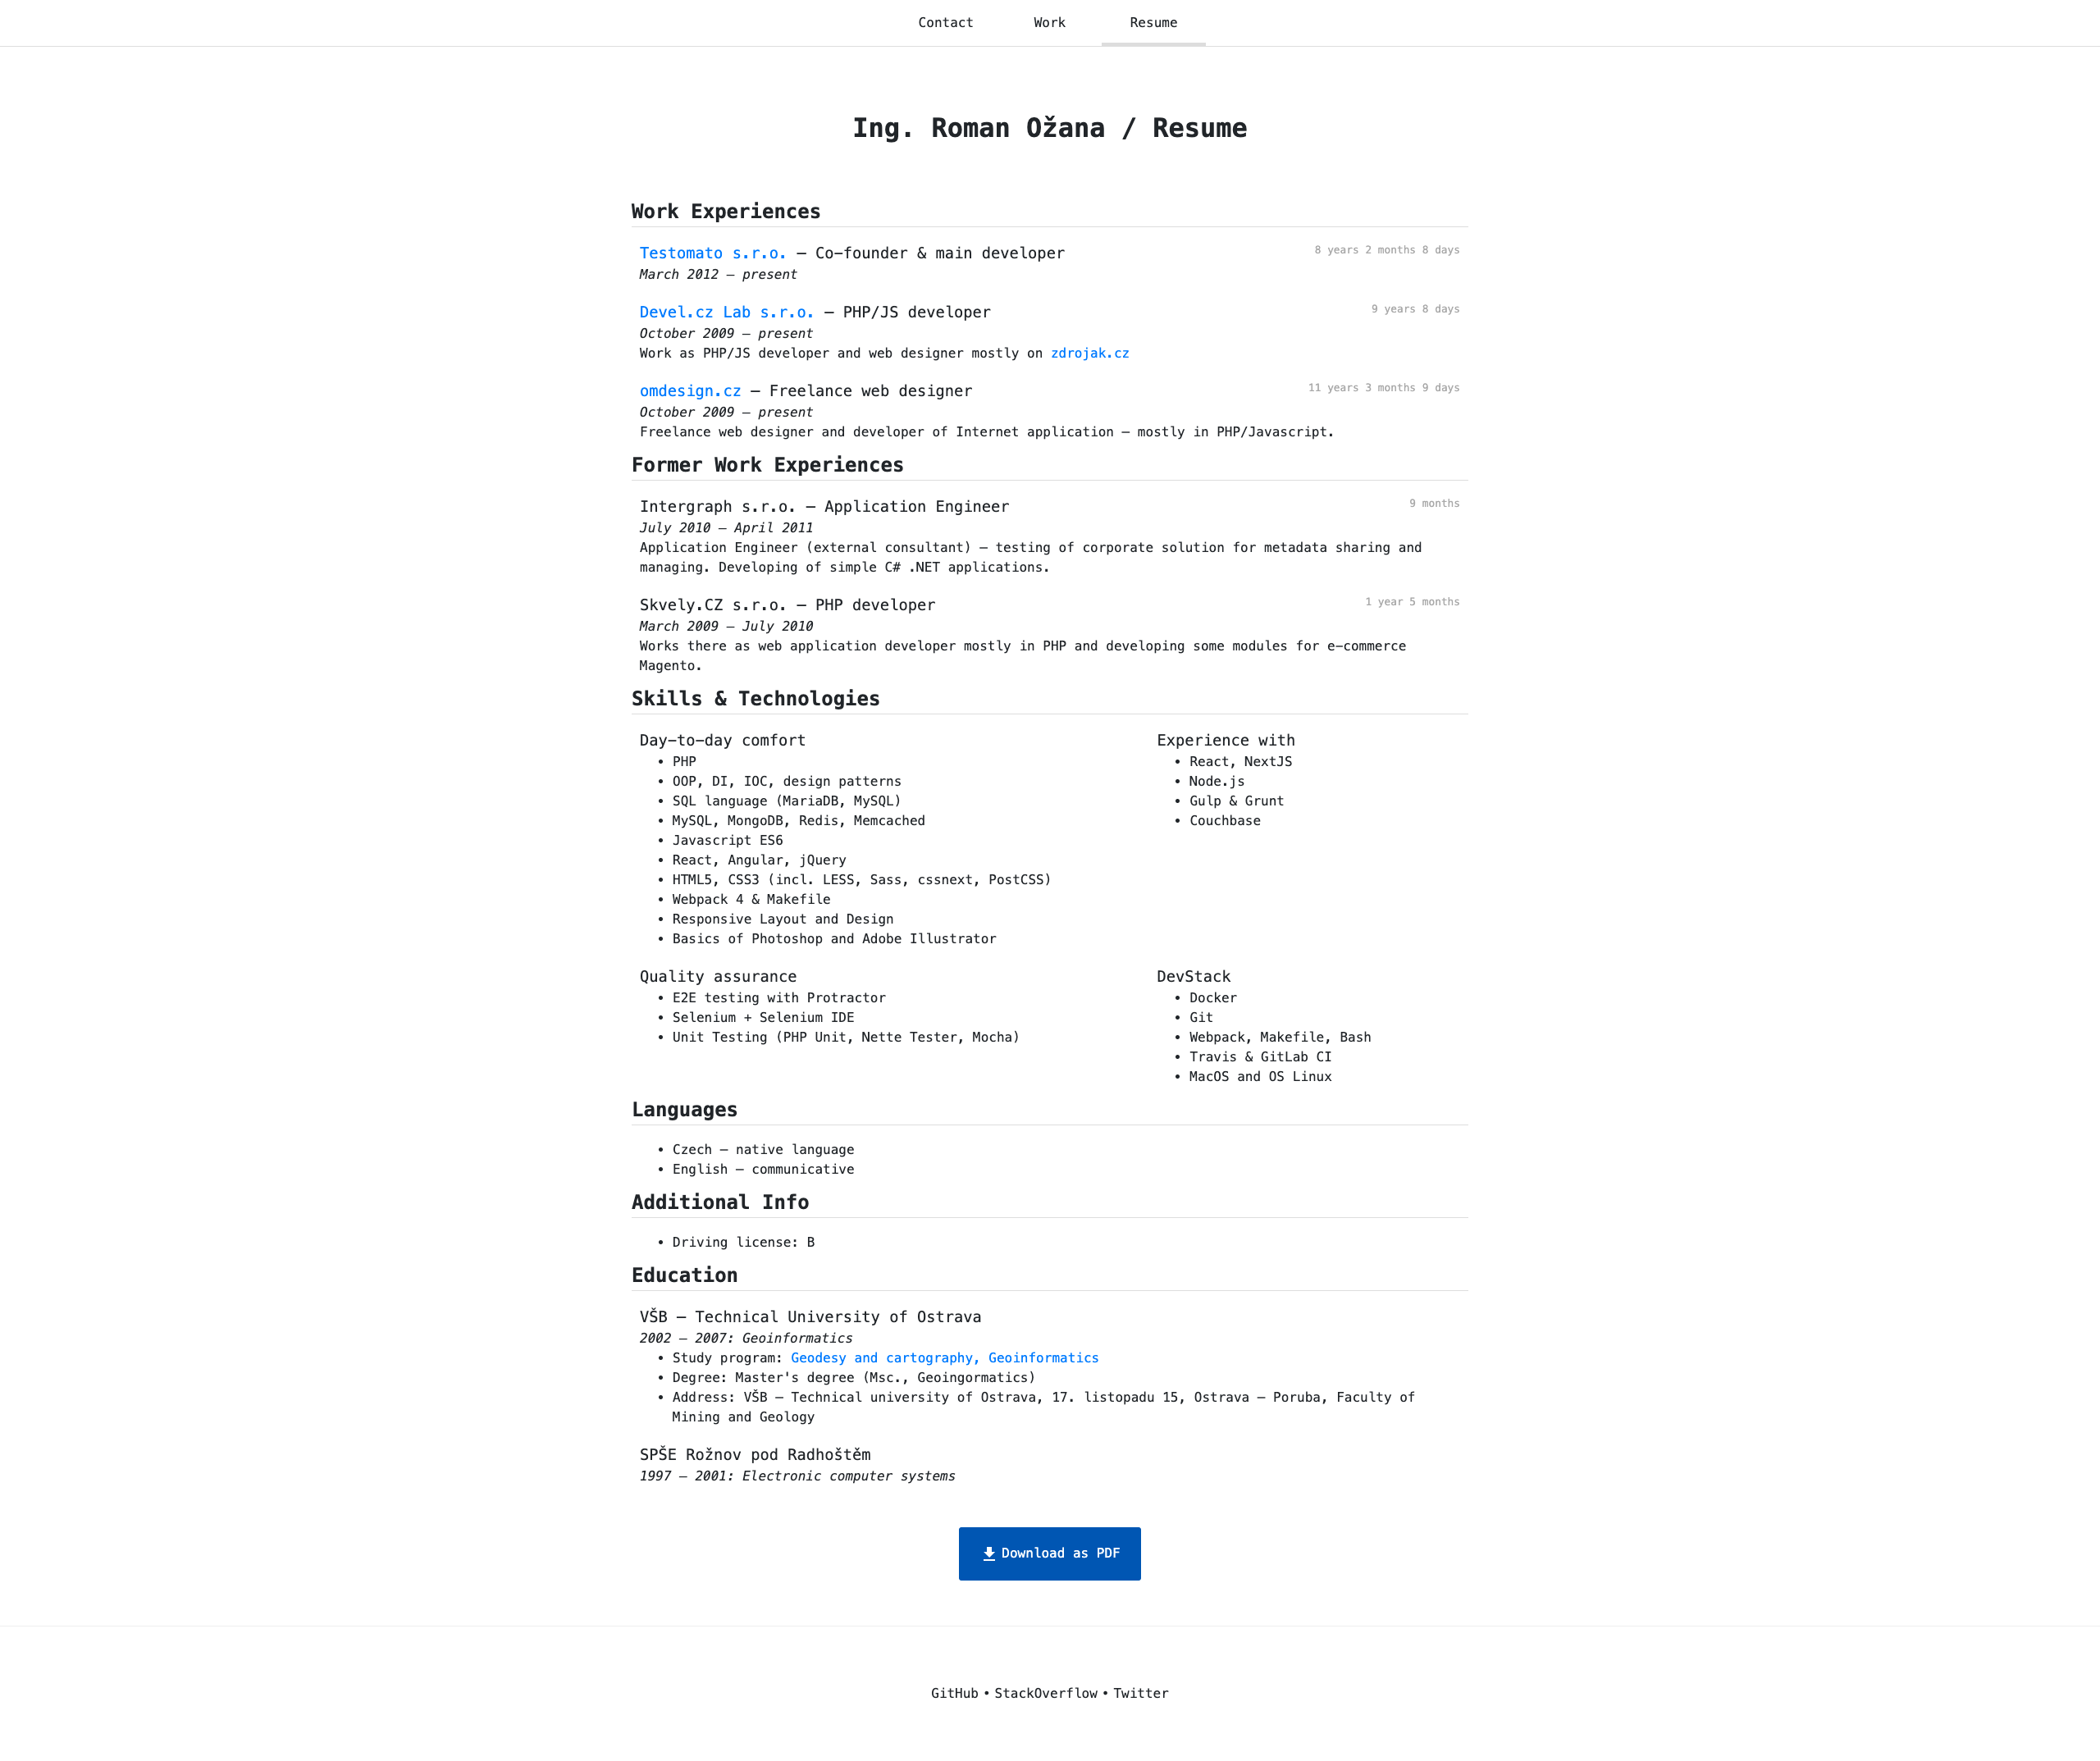 Contact Work Resume
Ing. Roman Ožana / Resume
Work Experiences
Testomato s.r.o. – Co-founder & main developer 8 years 2 months 8 days
March 2012 – present
Devel.cz Lab s.r.o. – PHP/JS developer 9 years 8 days
October 2009 – present
Work as PHP/JS developer and web designer mostly on zdrojak.cz
omdesign.cz – Freelance web designer 11 years 3 months 9 days
October 2009 – present
Freelance web designer and developer of Internet application – mostly in PHP/Javascript.
Former Work Experiences
Intergraph s.r.o. – Application Engineer 9 months
July 2010 – April 2011
Application Engineer (external consultant) – testing of corporate solution for metadata sharing and
managing. Developing of simple C# .NET applications.
Skvely.CZ s.r.o. – PHP developer 1 year 5 months
March 2009 – July 2010
Works there as web application developer mostly in PHP and developing some modules for e-commerce
Magento.
Skills & Technologies
Day-to-day comfort
• PHP
• OOP, DI, IOC, design patterns
• SQL language (MariaDB, MySQL)
• MySQL, MongoDB, Redis, Memcached
• Javascript ES6
• React, Angular, jQuery
• HTML5, CSS3 (incl. LESS, Sass, cssnext, PostCSS)
• Webpack 4 & Makefile
• Responsive Layout and Design
• Basics of Photoshop and Adobe Illustrator
Experience with
• React, NextJS
• Node.js
• Gulp & Grunt
• Couchbase
Quality assurance
• E2E testing with Protractor
• Selenium + Selenium IDE
• Unit Testing (PHP Unit, Nette Tester, Mocha)
DevStack
• Docker
• Git
• Webpack, Makefile, Bash
• Travis & GitLab CI
• MacOS and OS Linux
Languages
• Czech – native language
• English – communicative
Additional Info
• Driving license: B
Education
VŠB – Technical University of Ostrava
2002 – 2007: Geoinformatics
• Study program: Geodesy and cartography, Geoinformatics
• Degree: Master's degree (Msc., Geoingormatics)
• Address: VŠB – Technical university of Ostrava, 17. listopadu 15, Ostrava – Poruba, Faculty of
Mining and Geology
SPŠE Rožnov pod Radhoštěm
1997 – 2001: Electronic computer systems
Download as PDF
GitHub • StackOverflow • Twitter